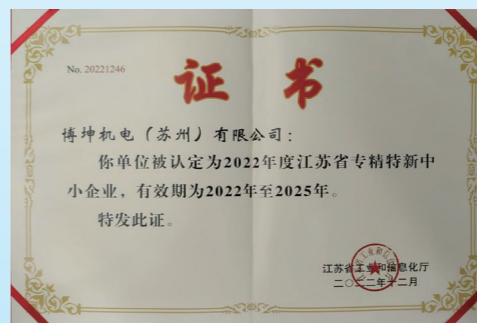 No. 20221246
证书
博坤机电（苏州）有限公司：
你单位被认定为2022年度江苏省专精特新中
小企业，有效期为2022年至2025年。
特发此证。
江苏省工业和信息化厅
二〇二二年十二月